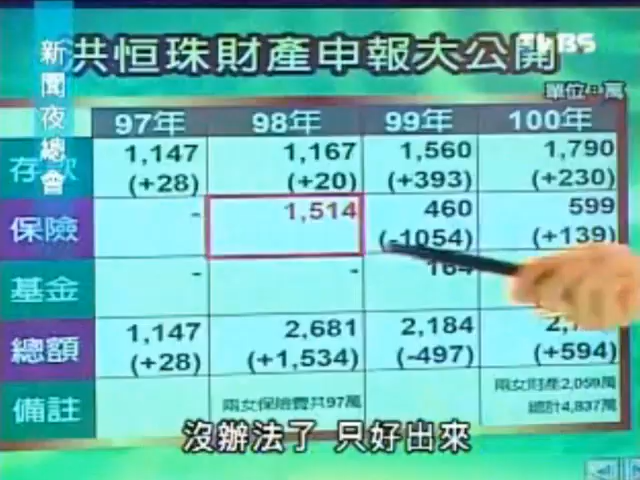 新聞夜總會
洪恒珠財產申報大公開
TVBS
單位:萬
97年 98年 99年 100年
存款 1,147 1,167 1,560 1,790
(+28) (+20) (+393) (+230)
保險 - 1,514 460 599
(-1054) (+139)
基金 - - 164
總額 1,147 2,681 2,184
(+28) (+1,534) (-497) (+594)
備註 兩女保險費共97萬 兩女財產2,059萬
總計4,837萬
沒辦法了 只好出來